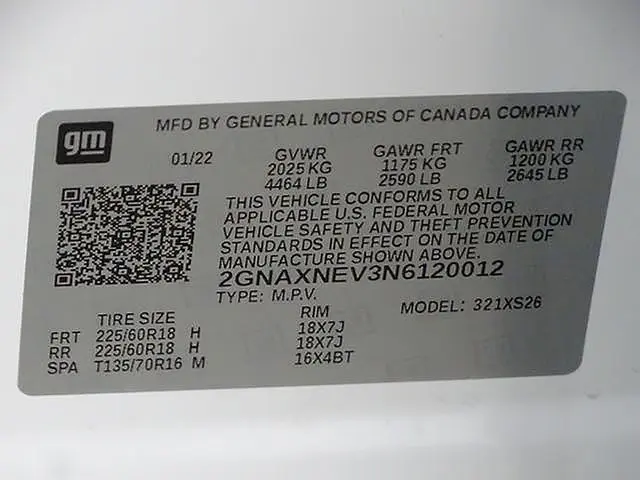 gm
MFD BY GENERAL MOTORS OF CANADA COMPANY
01/22 GVWR GAWR FRT GAWR RR
2025 KG 1175 KG 1200 KG
4464 LB 2590 LB 2645 LB
THIS VEHICLE CONFORMS TO ALL
APPLICABLE U.S. FEDERAL MOTOR
VEHICLE SAFETY AND THEFT PREVENTION
STANDARDS IN EFFECT ON THE DATE OF
MANUFACTURE SHOWN ABOVE.
2GNAXNEV3N6120012
TYPE: M.P.V. MODEL: 321XS26
TIRE SIZE RIM
FRT 225/60R18 H 18X7J
RR 225/60R18 H 18X7J
SPA T135/70R16 M 16X4BT